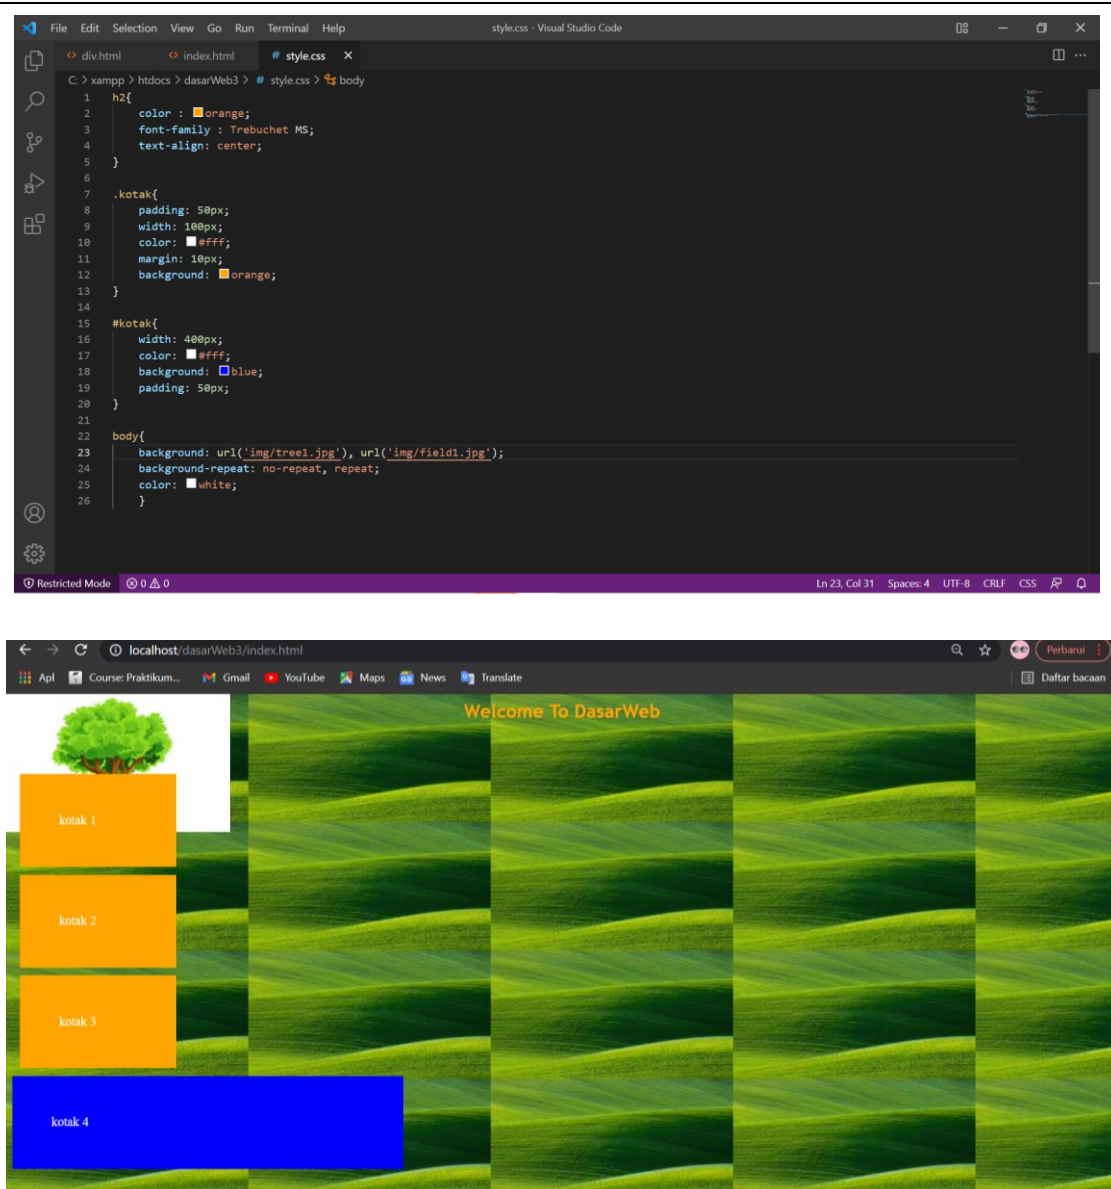 File Edit Selection View Go Run Terminal Help style.css - Visual Studio Code
div.html index.html # style.css
C: > xampp > htdocs > dasarWeb3 > # style.css > body
1 h2{
2 color : orange;
3 font-family : Trebuchet MS;
4 text-align: center;
5 }
6
7 .kotak{
8 padding: 50px;
9 width: 100px;
10 color: #fff;
11 margin: 10px;
12 background: orange;
13 }
14
15 #kotak{
16 width: 400px;
17 color: #fff;
18 background: blue;
19 padding: 50px;
20 }
21
22 body{
23 background: url('img/tree1.jpg'), url('img/field1.jpg');
24 background-repeat: no-repeat, repeat;
25 color: white;
26 }
Restricted Mode 0 0 Ln 23, Col 31 Spaces: 4 UTF-8 CRLF CSS
localhost/dasarWeb3/index.html Perbarui
Apl Course: Praktikum... Gmail YouTube Maps News Translate Daftar bacaan
Welcome To DasarWeb
kotak 1
kotak 2
kotak 3
kotak 4